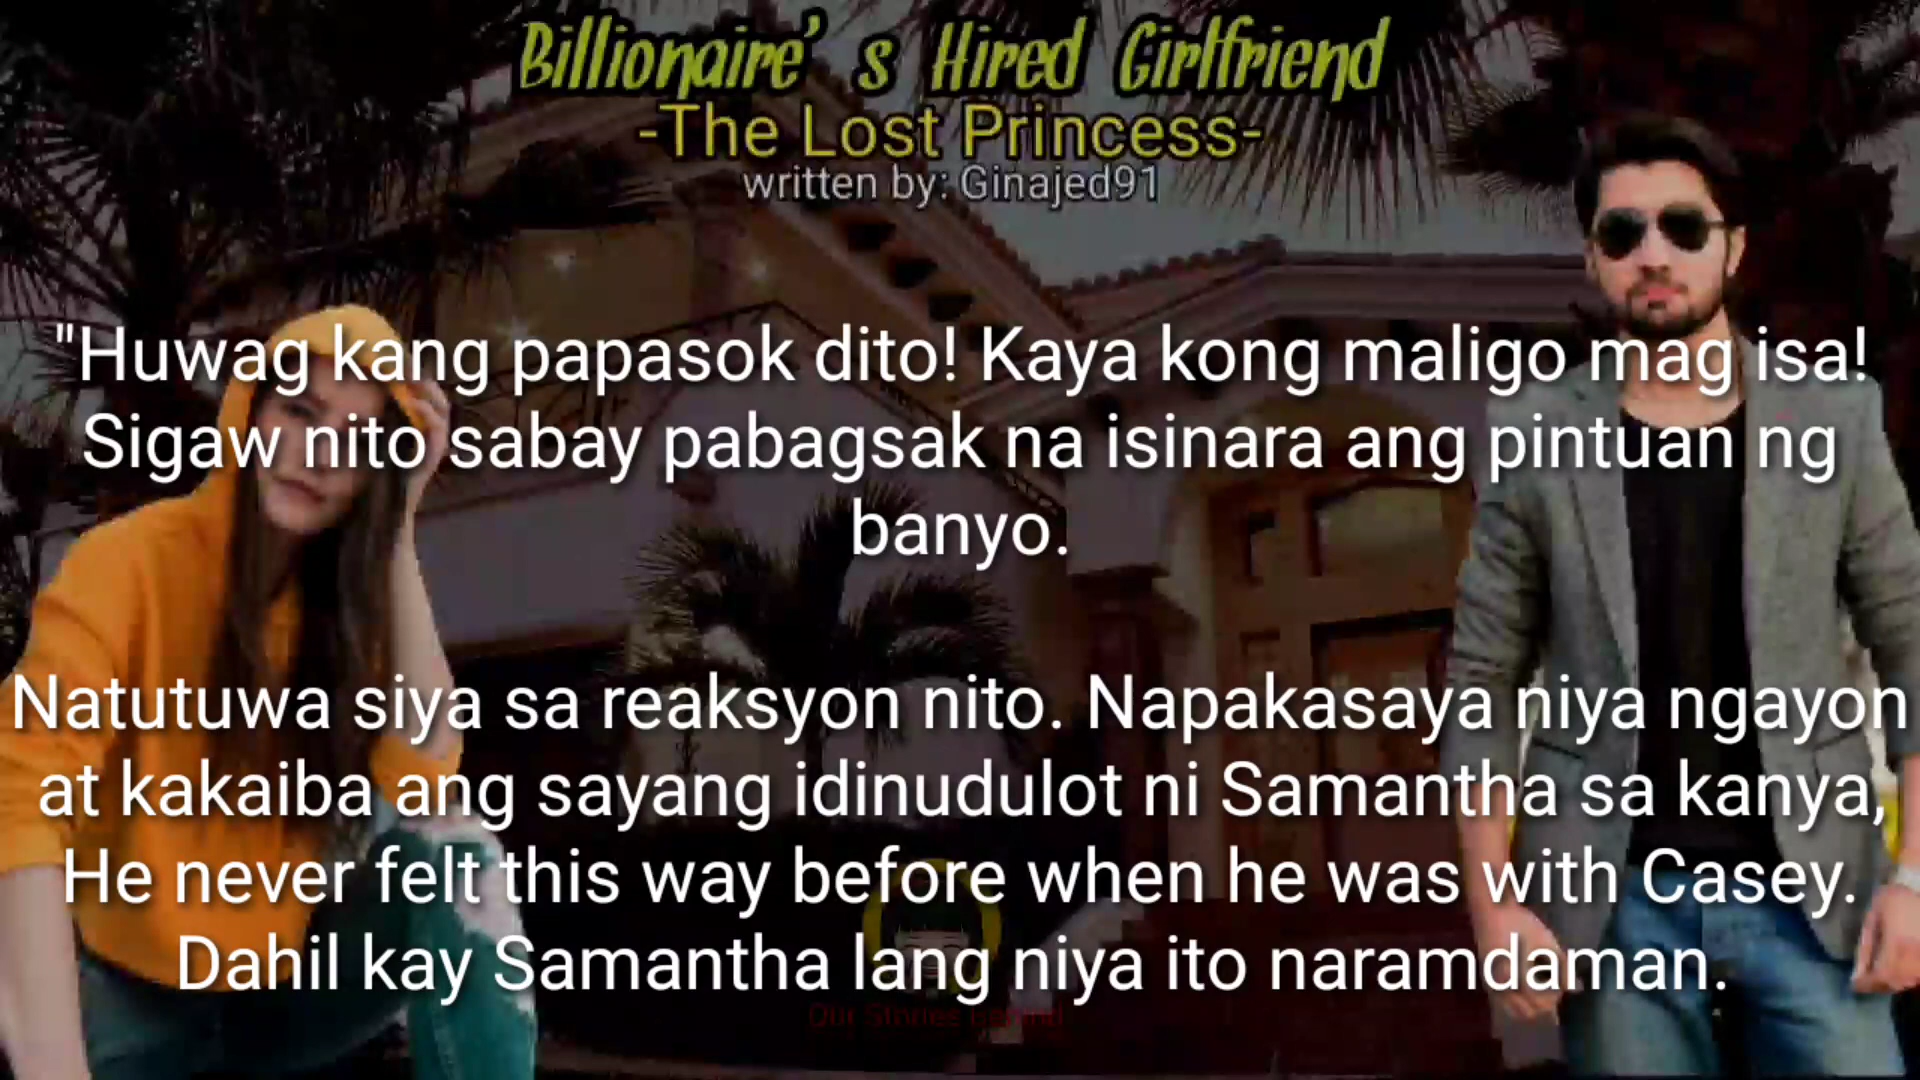 Billionaire' s Hired Girlfriend
-The Lost Princess-
written by: Ginajed91
"Huwag kang papasok dito! Kaya kong maligo mag isa!
Sigaw nito sabay pabagsak na isinara ang pintuan ng
banyo.
Natutuwa siya sa reaksyon nito. Napakasaya niya ngayon
at kakaiba ang sayang idinudulot ni Samantha sa kanya,
He never felt this way before when he was with Casey.
Dahil kay Samantha lang niya ito naramdaman.
Our Stories Behind